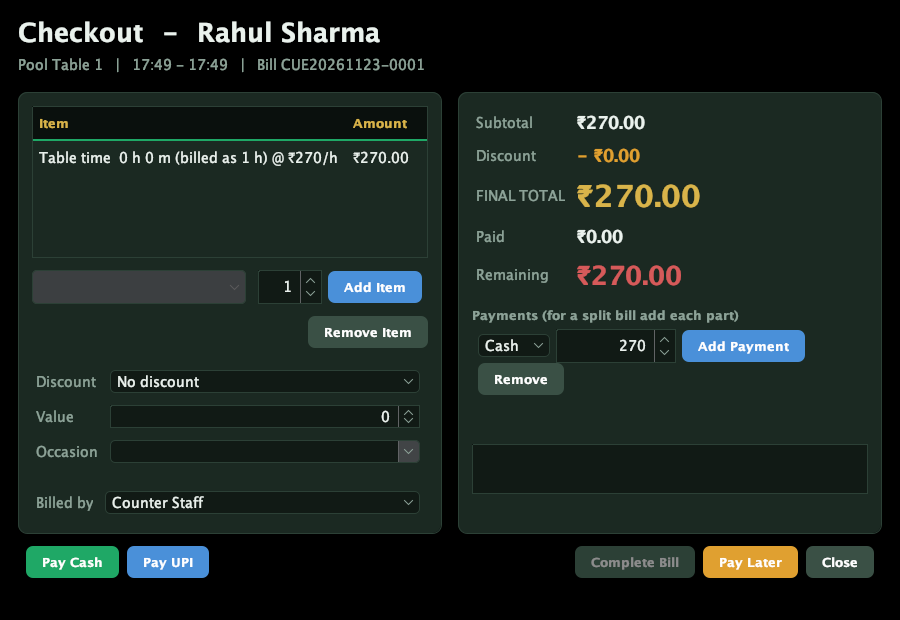 Checkout – Rahul Sharma
Pool Table 1 | 17:49 – 17:49 | Bill CUE20261123-0001
Item Amount
Table time 0 h 0 m (billed as 1 h) @ ₹270/h ₹270.00
1 Add Item
Remove Item
Discount No discount
Value 0
Occasion
Billed by Counter Staff
Subtotal ₹270.00
Discount – ₹0.00
FINAL TOTAL ₹270.00
Paid ₹0.00
Remaining ₹270.00
Payments (for a split bill add each part)
Cash 270 Add Payment
Remove
Pay Cash Pay UPI Complete Bill Pay Later Close